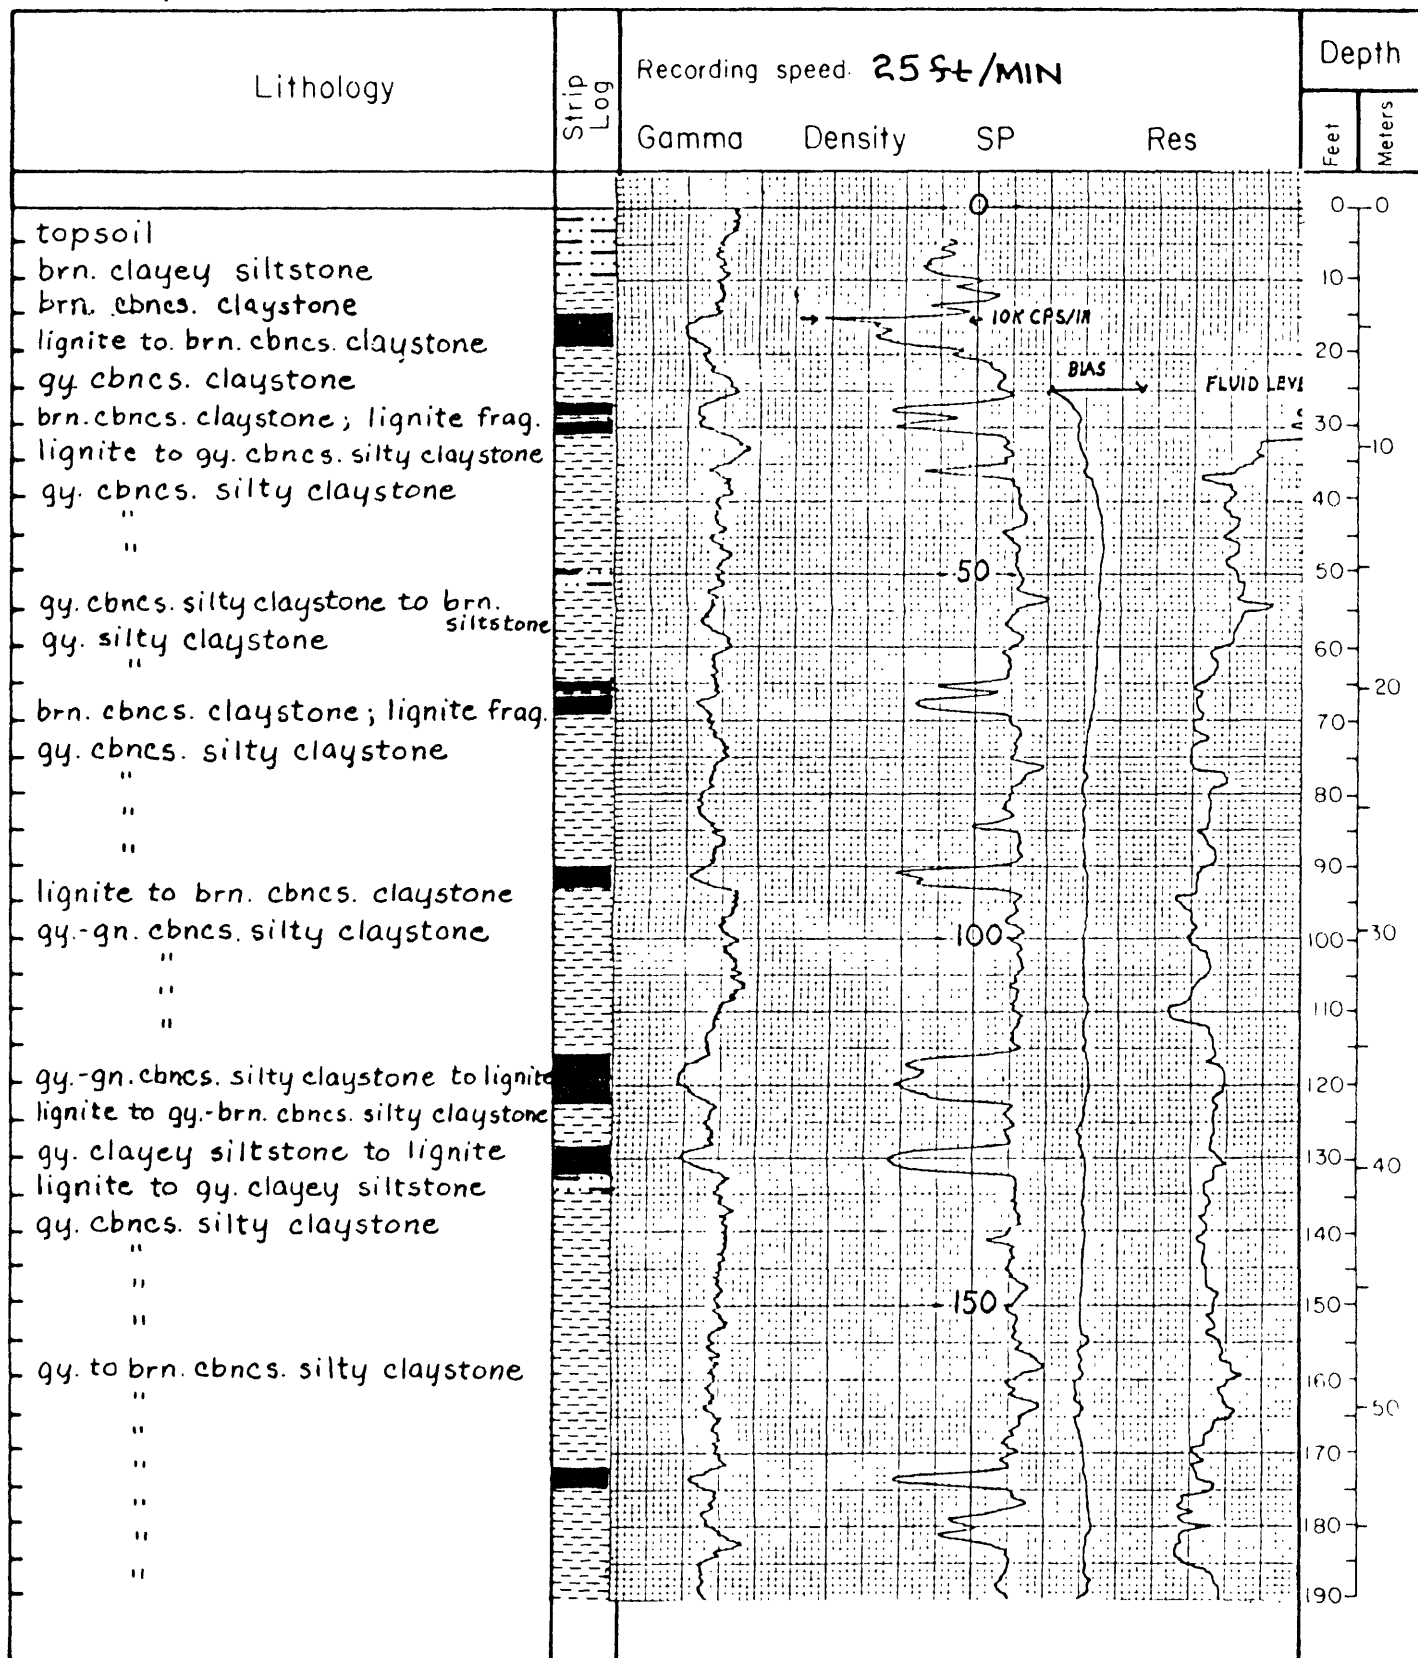 Lithology
Strip Log
Recording speed. 25 ft/MIN
Gamma Density SP Res
Depth
Feet
Meters
0
0 0
topsoil
brn. clayey siltstone
10
brn. cbncs. claystone
10K CPS/IN
lignite to brn. cbncs. claystone
20
gy cbncs. claystone
BIAS
FLUID LEVE
brn. cbncs. claystone; lignite frag.
30
lignite to gy. cbncs. silty claystone
10
gy. cbncs. silty claystone
40
"
"
50
50
gy. cbncs. silty claystone to brn.
siltstone
gy. silty claystone
60
"
20
brn. cbncs. claystone; lignite frag.
70
gy. cbncs. silty claystone
"
80
"
"
90
lignite to brn. cbncs. claystone
gy.-gn. cbncs. silty claystone
100
100
30
"
"
110
"
gy.-gn. cbncs. silty claystone to lignite
120
lignite to gy.-brn. cbncs. silty claystone
gy. clayey siltstone to lignite
130
40
lignite to gy. clayey siltstone
gy. cbncs. silty claystone
140
"
"
150
150
"
gy. to brn. cbncs. silty claystone
160
"
50
"
170
"
"
180
"
"
190